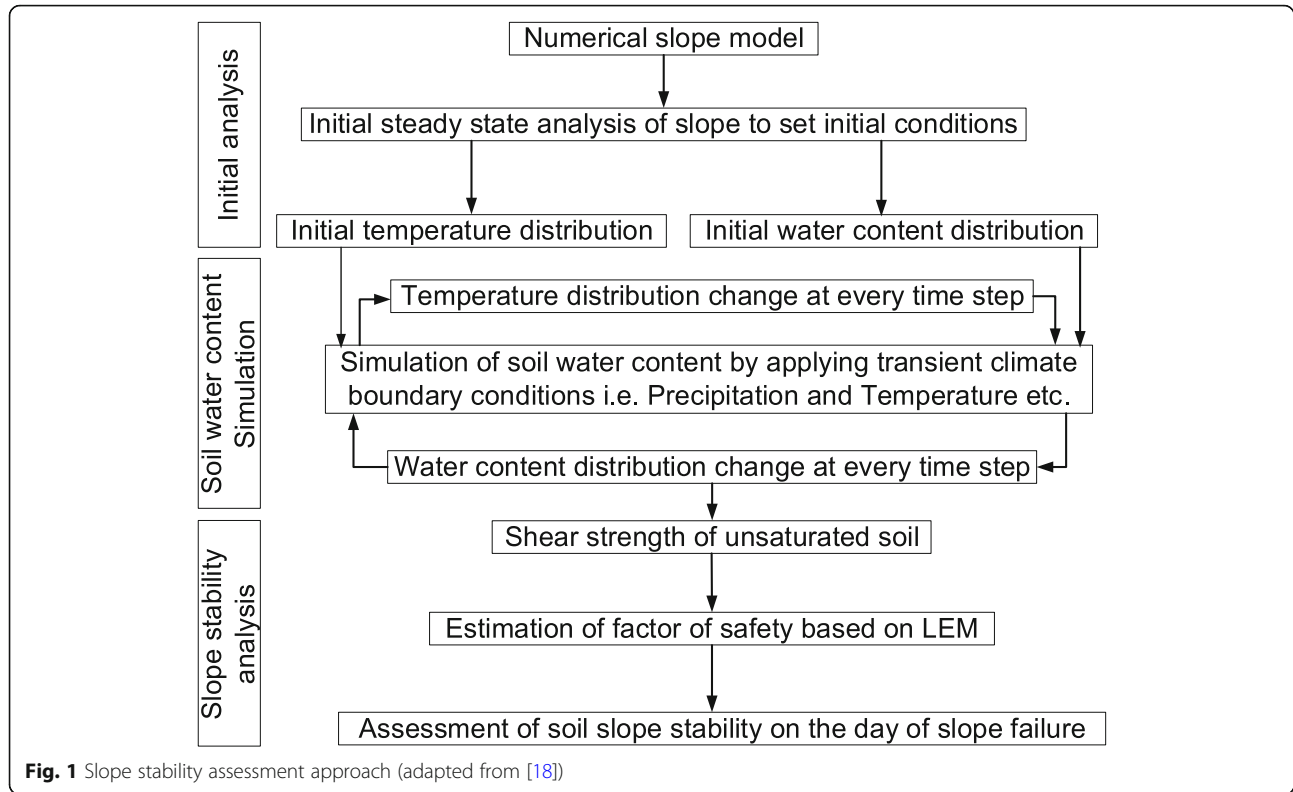 Initial analysis
Numerical slope model
Initial steady state analysis of slope to set initial conditions
Initial temperature distribution
Initial water content distribution
Soil water content
Simulation
Temperature distribution change at every time step
Simulation of soil water content by applying transient climate
boundary conditions i.e. Precipitation and Temperature etc.
Water content distribution change at every time step
Slope stability
analysis
Shear strength of unsaturated soil
Estimation of factor of safety based on LEM
Assessment of soil slope stability on the day of slope failure
Fig. 1 Slope stability assessment approach (adapted from [18])